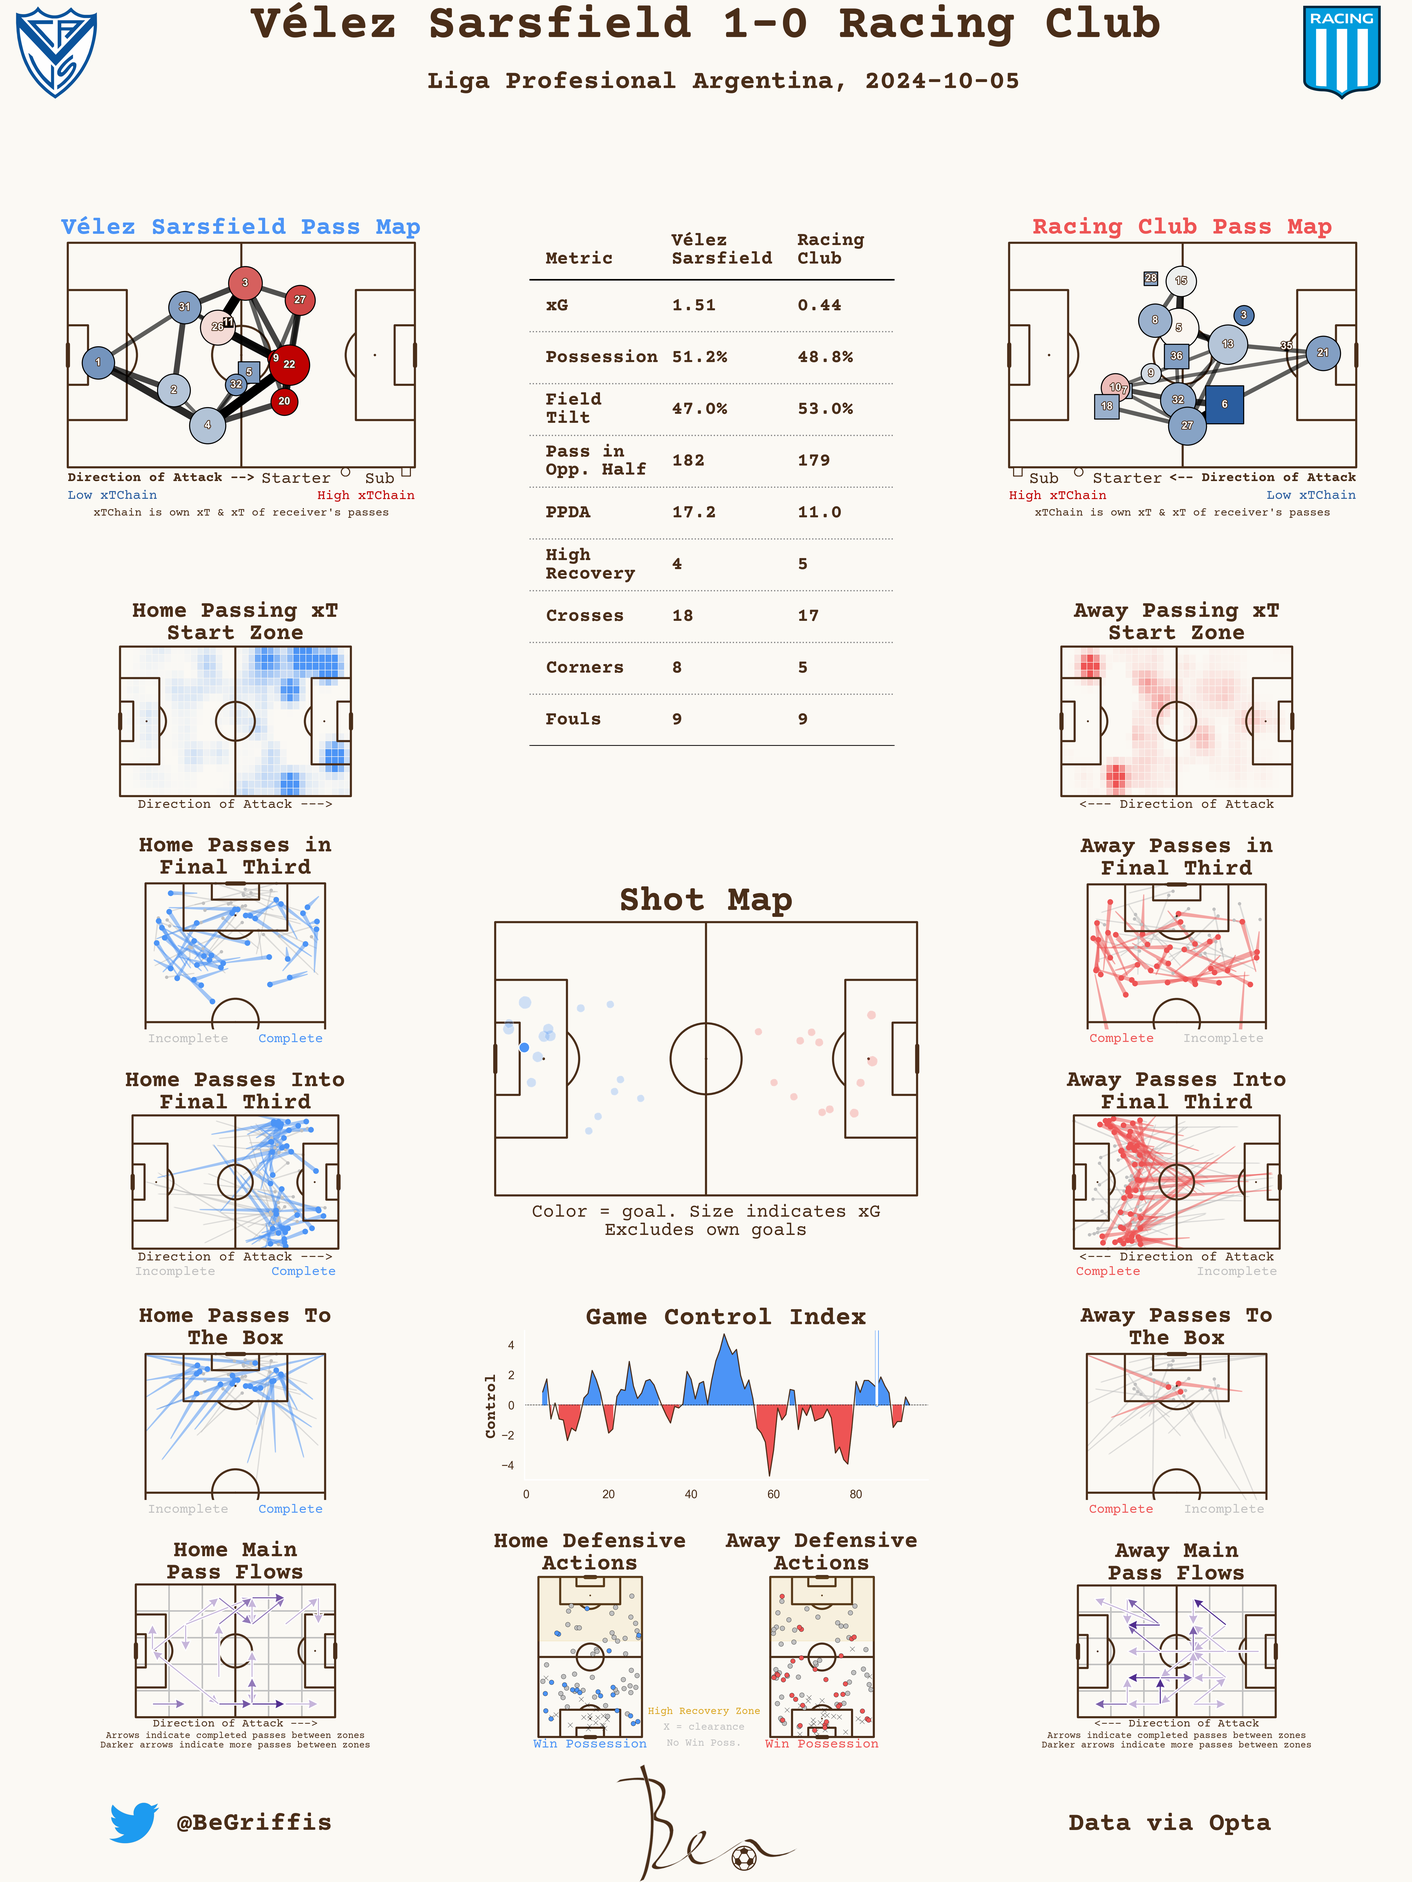 Vélez Sarsfield 1-0 Racing Club
Liga Profesional Argentina, 2024-10-05
RACING
Vélez Sarsfield Pass Map
3
27
31
26
11
1
9
22
5
32
2
20
4
Direction of Attack --> Starter Sub
Low xTChain High xTChain
xTChain is own xT & xT of receiver's passes
Metric Vélez Sarsfield Racing Club
xG 1.51 0.44
Possession 51.2% 48.8%
Field Tilt 47.0% 53.0%
Pass in Opp. Half 182 179
PPDA 17.2 11.0
High Recovery 4 5
Crosses 18 17
Corners 8 5
Fouls 9 9
Racing Club Pass Map
28
15
8
5
3
13
35
21
36
9
10
7
18
32
6
27
Sub Starter <-- Direction of Attack
High xTChain Low xTChain
xTChain is own xT & xT of receiver's passes
Home Passing xT
Start Zone
Direction of Attack --->
Away Passing xT
Start Zone
<--- Direction of Attack
Home Passes in
Final Third
Incomplete Complete
Shot Map
Color = goal. Size indicates xG
Excludes own goals
Away Passes in
Final Third
Complete Incomplete
Home Passes Into
Final Third
Direction of Attack --->
Incomplete Complete
Away Passes Into
Final Third
<--- Direction of Attack
Complete Incomplete
Home Passes To
The Box
Incomplete Complete
Game Control Index
Control
4
2
0
−2
−4
0 20 40 60 80
Away Passes To
The Box
Complete Incomplete
Home Main
Pass Flows
Direction of Attack --->
Arrows indicate completed passes between zones
Darker arrows indicate more passes between zones
Home Defensive
Actions
Win Possession
High Recovery Zone
X = clearance
No Win Poss.
Away Defensive
Actions
Win Possession
Away Main
Pass Flows
<--- Direction of Attack
Arrows indicate completed passes between zones
Darker arrows indicate more passes between zones
@BeGriffis
Ben
Data via Opta